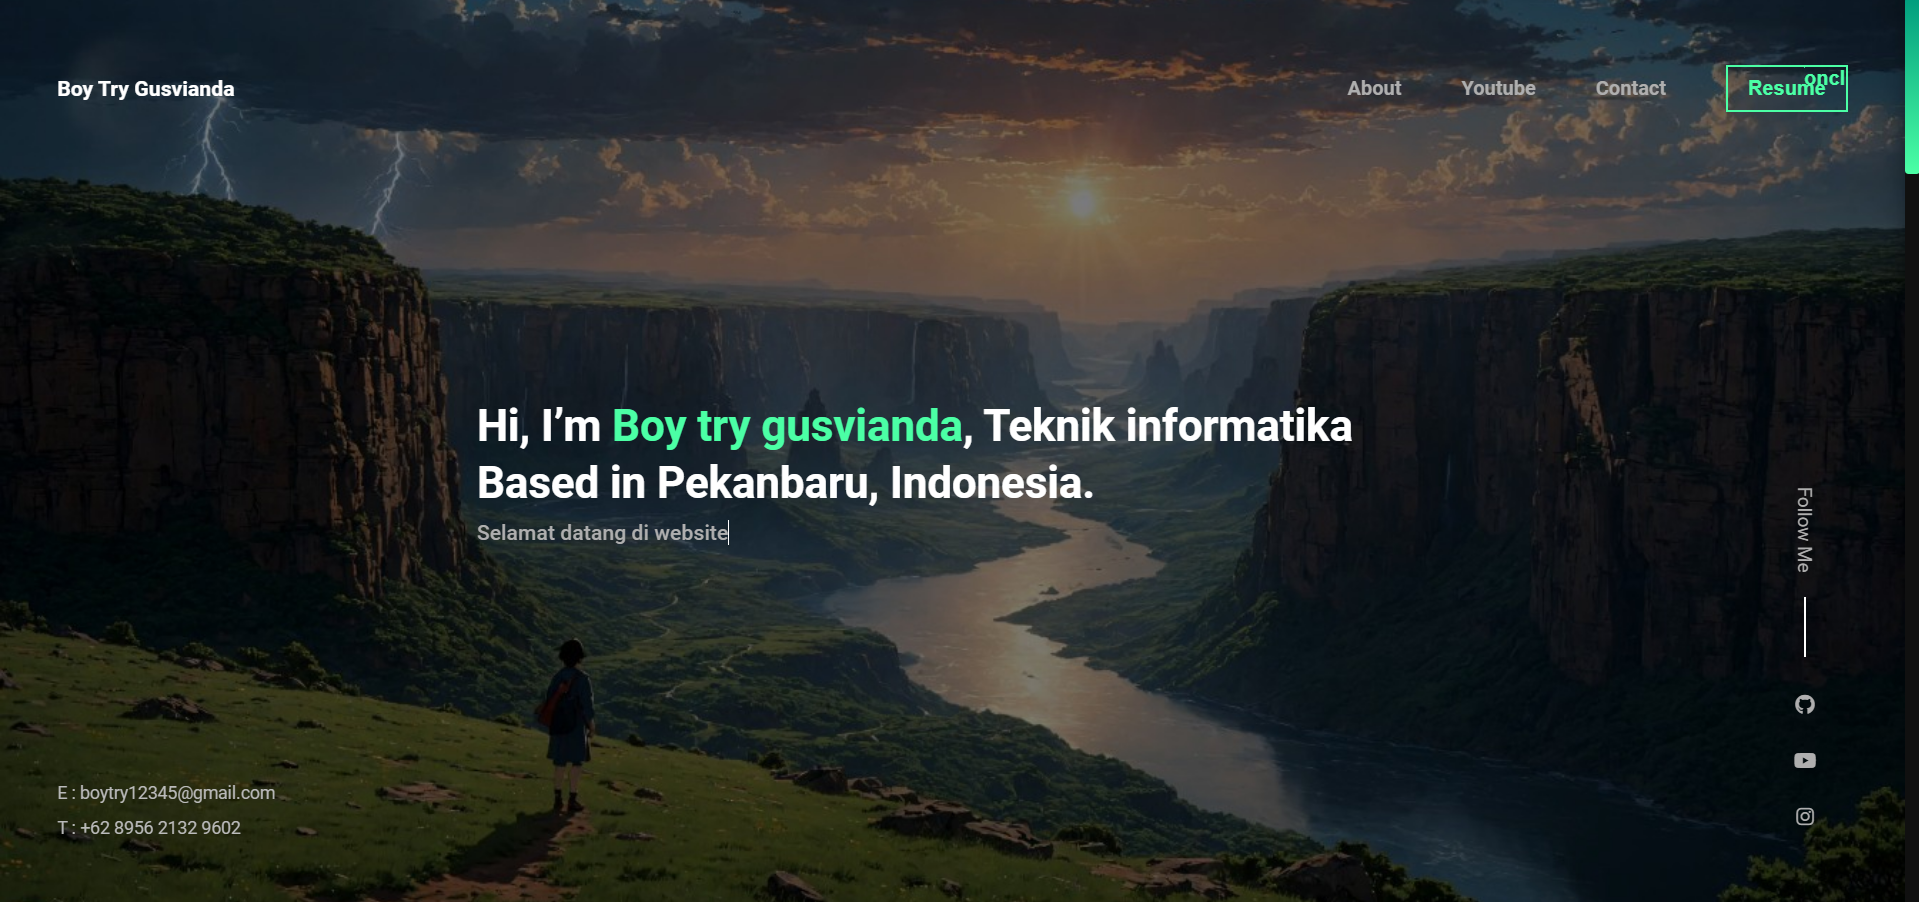 Boy Try Gusvianda
About
Youtube
Contact
Resume
oncl
Hi, I’m Boy try gusvianda, Teknik informatika
Based in Pekanbaru, Indonesia.
Selamat datang di website
Follow Me
E : boytry12345@gmail.com
T : +62 8956 2132 9602